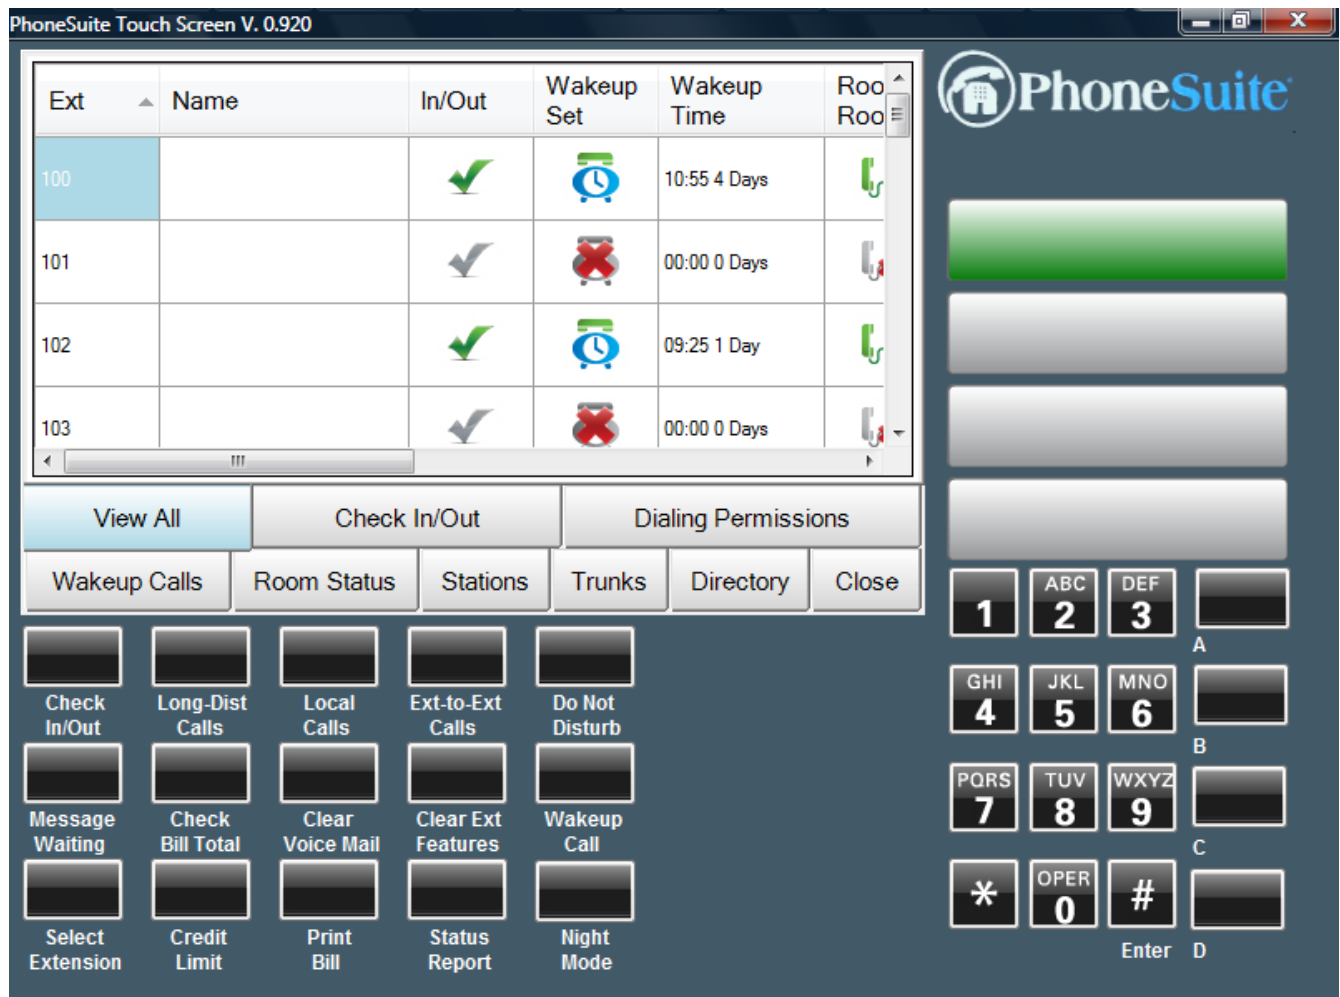 PhoneSuite Touch Screen V. 0.920
PhoneSuite
Ext Name In/Out Wakeup Set Wakeup Time Roo Roo
100 10:55 4 Days
101 00:00 0 Days
102 09:25 1 Day
103 00:00 0 Days
View All Check In/Out Dialing Permissions
Wakeup Calls Room Status Stations Trunks Directory Close
Check In/Out Long-Dist Calls Local Calls Ext-to-Ext Calls Do Not Disturb
Message Waiting Check Bill Total Clear Voice Mail Clear Ext Features Wakeup Call
Select Extension Credit Limit Print Bill Status Report Night Mode
1 ABC 2 DEF 3 A
GHI 4 JKL 5 MNO 6 B
PQRS 7 TUV 8 WXYZ 9 C
* OPER 0 # Enter D